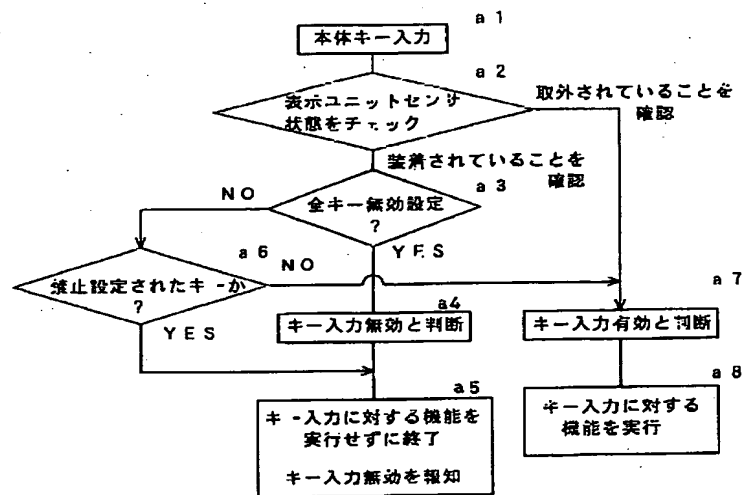 a 1
本体キー入力
a 2
表示ユニットセンサ
状態をチェック
取外されていることを
確認
装着されていることを
確認
a 3
全キー無効設定
?
NO
YES
a 6
禁止設定されたキーか
?
NO
YES
a4
キー入力無効と判断
a 7
キー入力有効と判断
a5
キー入力に対する機能を
実行せずに終了
キー入力無効を報知
a 8
キー入力に対する
機能を実行